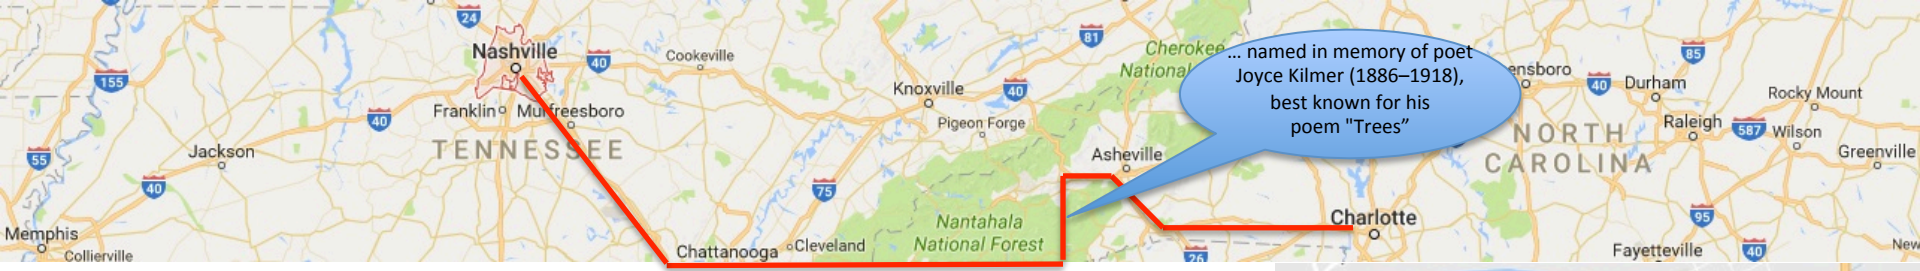 24
Nashville
40
Cookeville
155
Franklin
Murfreesboro
40
TENNESSEE
Jackson
55
40
Memphis
Collierville
81
Cherokee
National
Knoxville
40
Pigeon Forge
Asheville
75
Nantahala
National Forest
Chattanooga
Cleveland
26
... named in memory of poet
Joyce Kilmer (1886–1918),
best known for his
poem "Trees”
ensboro
85
40
Durham
Rocky Mount
Raleigh
587
Wilson
NORTH
CAROLINA
Greenville
Charlotte
95
Fayetteville
40
New